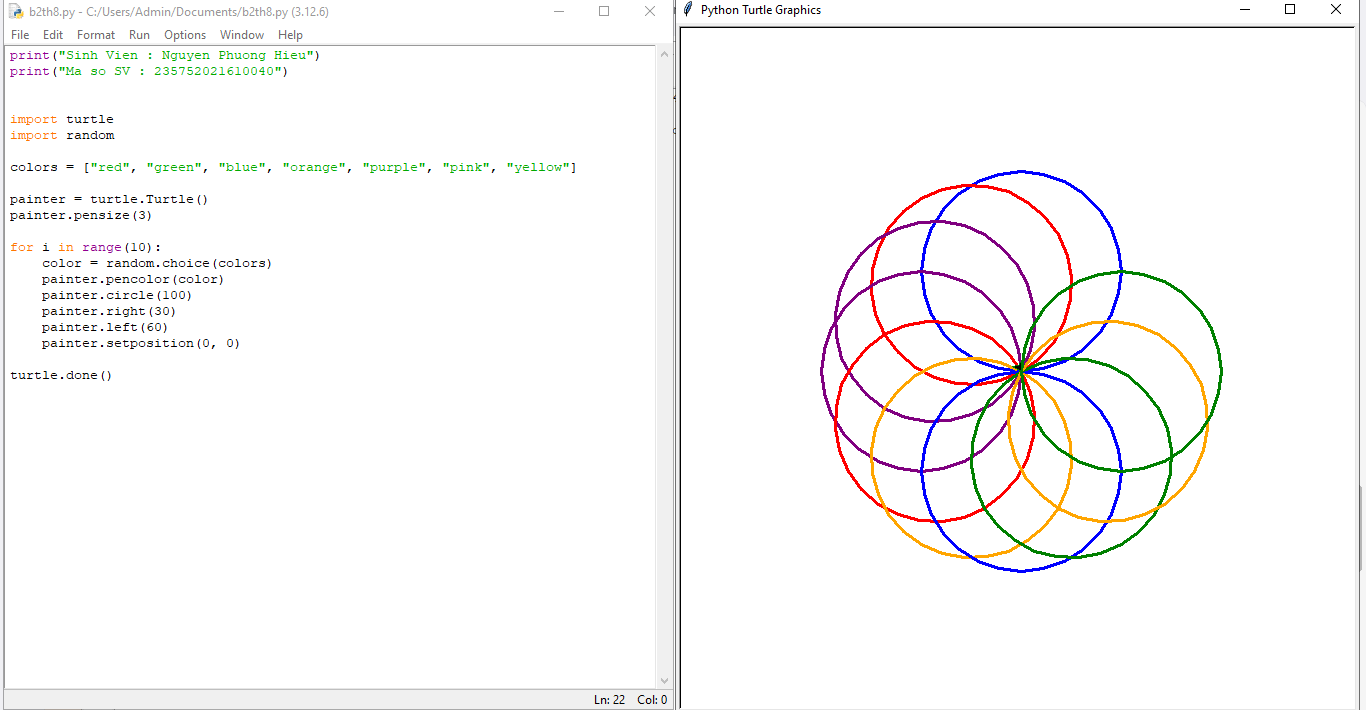 b2th8.py - C:/Users/Admin/Documents/b2th8.py (3.12.6)
File Edit Format Run Options Window Help
print("Sinh Vien : Nguyen Phuong Hieu")
print("Ma so SV : 235752021610040")
import turtle
import random
colors = ["red", "green", "blue", "orange", "purple", "pink", "yellow"]
painter = turtle.Turtle()
painter.pensize(3)
for i in range(10):
    color = random.choice(colors)
    painter.pencolor(color)
    painter.circle(100)
    painter.right(30)
    painter.left(60)
    painter.setposition(0, 0)
turtle.done()
Ln: 22 Col: 0
Python Turtle Graphics